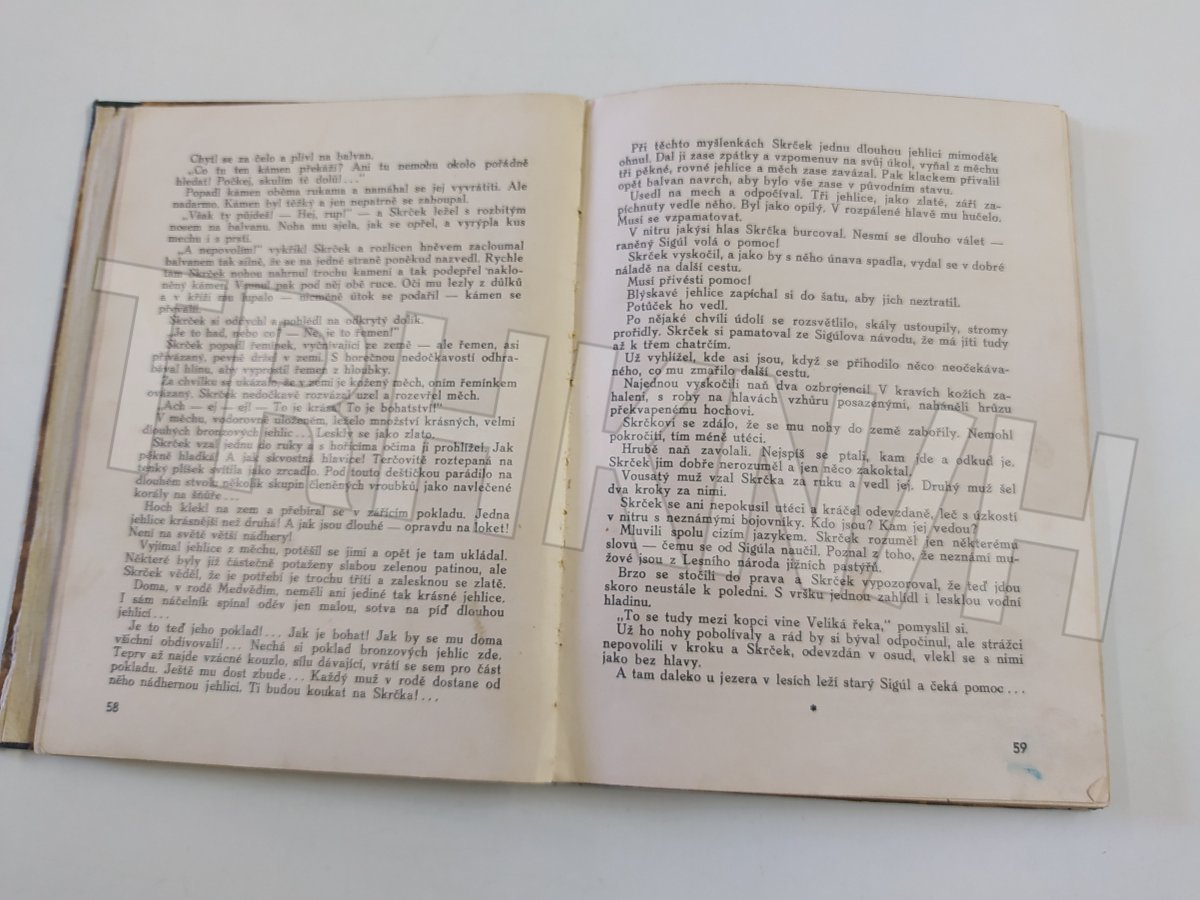 Chytl se za čelo a plivl na balvan.
„Co tu ten kámen překáží? Ani tu nemohu okolo pořádně
hledat! Počkej, skulím tě dolů!...“
Popadl kámen oběma rukama a namáhal se jej vyvrátiti. Ale
nadarmo. Kámen byl těžký a jen nepatrně se zahoupal.
„Však ty půjdeš! — Hej, rup!“ — a Skrček ležel s rozbitým
nosem na balvanu. Noha mu sjela, jak se opřel, a vyrýpla kus
mechu i s prstí.
„A nepovolím!“ vykřikl Skrček a rozlícen hněvem zacloumal
balvanem tak silně, že se na jedné straně poněkud nazvedl. Rychle
tam Skrček nohou nahrnul trochu kamení a tak podepřel naklo-
něný kámen. Vsunul pak pod něj obě ruce. Oči mu lezly z důlků
a v kříži mu lupalo — nicméně útok se podařil — kámen se
převalil.
Skrček si oddychl a pohlédl na odkrytý dolík.
„Je to had, nebo co? — Ne, je to řemen!“
Skrček popadl řemínek, vyčnívající ze země — ale řemen, asi
přivázaný, pevně držel v zemi. S horečnou nedočkavostí odhra-
bával hlínu, aby vyprostil řemen z hloubky.
Za chvilku se ukázalo, že v zemi je kožený měch, oním řemínkem
ovázaný. Skrček nedočkavě rozvázal uzel a rozevřel měch.
„Ach — ej — ej! — To je krása! To je bohatství!“
V měchu, vodorovně uloženém, leželo množství krásných, velmi
dlouhých bronzových jehlic... Leskly se jako zlato.
Skrček vzal jednu do ruky a s hořícíma očima ji prohlížel. Jak
pěkně hladká! A jak skvostná hlavice! Terčovitě roztepaná na
tenký plíšek svítila jako zrcadlo. Pod touto destičkou parádilo na
dlouhém stvolu několik skupin členěných vroubků, jako navlečené
korály na šňůře...
Hoch klekl na zem a přebíral se v zářícím pokladu. Jedna
jehlice krásnější než druhá! A jak jsou dlouhé — opravdu na loket!
Není na světě větší nádhery!
Vyjímal jehlice z měchu, potěšil se jimi a opět je tam ukládal.
Některé byly již částečně potaženy slabou zelenou patinou, ale
Skrček věděl, že je potřebí je trochu tříti a zalesknou se zlatě.
Doma, v rodě Medvědím, neměli ani jediné tak krásné jehlice.
I sám náčelník spínal oděv jen malou, sotva na píď dlouhou
jehlicí...
Je to teď jeho poklad!... Jak je bohat! Jak by se mu doma
všichni obdivovali!... Nechá si poklad bronzových jehlic zde.
Teprv až najde vzácné kouzlo, sílu dávající, vrátí se sem pro část
pokladu. Ještě mu dost zbude... Každý muž v rodě dostane od
něho nádhernou jehlici. Ti budou koukat na Skrčka!...
58
Při těchto myšlenkách Skrček jednu dlouhou jehlici mimoděk
ohnul. Dal ji zase zpátky a vzpomenuv na svůj úkol, vyňal z měchu
tři pěkné, rovné jehlice a měch zase zavázal. Pak klackem přivalil
opět balvan navrch, aby bylo vše zase v původním stavu.
Usedl na mech a odpočíval. Tři jehlice, jako zlaté, září za-
píchnuty vedle něho. Byl jako opilý. V rozpálené hlavě mu hučelo.
Musí se vzpamatovat.
V nitru jakýsi hlas Skrčka burcoval. Nesmí se dlouho válet —
raněný Sigúl volá o pomoc!
Skrček vyskočil, a jako by s něho únava spadla, vydal se v dobré
náladě na další cestu.
Musí přivésti pomoc!
Blýskavé jehlice zapíchal si do šatu, aby jich neztratil.
Potůček ho vedl.
Po nějaké chvíli údolí se rozsvětlilo, skály ustoupily, stromy
prořidly. Skrček si pamatoval ze Sigúlova návodu, že má jíti tudy
až k třem chatrčím.
Už vyhlížel, kde asi jsou, když se přihodilo něco neočekáva-
ného, co mu zmařilo další cestu.
Najednou vyskočili naň dva ozbrojenci! V kravích kožích za-
halení, s rohy na hlavách vzhůru posazenými, naháněli hrůzu
překvapenému hochovi.
Skrčkovi se zdálo, že se mu nohy do země zabořily. Nemohl
pokročiti, tím méně utéci.
Hrubě naň zavolali. Nejspíš se ptali, kam jde a odkud je.
Skrček jim dobře nerozuměl a jen něco zakoktal.
Vousatý muž vzal Skrčka za ruku a vedl jej. Druhý muž šel
dva kroky za nimi.
Skrček se ani nepokusil utéci a kráčel odevzdaně, leč s úzkostí
v nitru s neznámými bojovníky. Kdo jsou? Kam jej vedou?
Mluvili spolu cizím jazykem. Skrček rozuměl jen některému
slovu — čemu se od Sigúla naučil. Poznal z toho, že neznámí mu-
žové jsou z Lesního národa jižních pastýřů.
Brzo se stočili do prava a Skrček vypozoroval, že teď jdou
skoro neustále k poledni. S vršku jednou zahlídl i lesklou vodní
hladinu.
„To se tudy mezi kopci vine Veliká řeka,“ pomyslil si.
Už ho nohy pobolívaly a rád by si býval odpočinul, ale strážci
nepovolili v kroku a Skrček, odevzdán v osud, vlekl se s nimi
jako bez hlavy.
A tam daleko u jezera v lesích leží starý Sigúl a čeká pomoc...
*
59
TRH KNIH